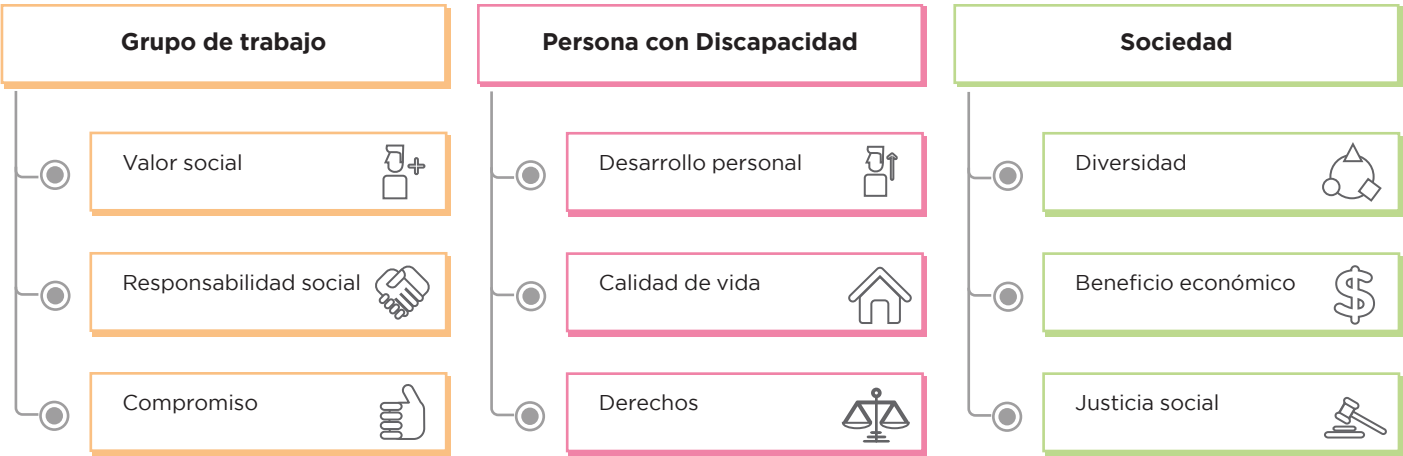 Grupo de trabajo
Valor social
Responsabilidad social
Compromiso
Persona con Discapacidad
Desarrollo personal
Calidad de vida
Derechos
Sociedad
Diversidad
Beneficio económico
Justicia social